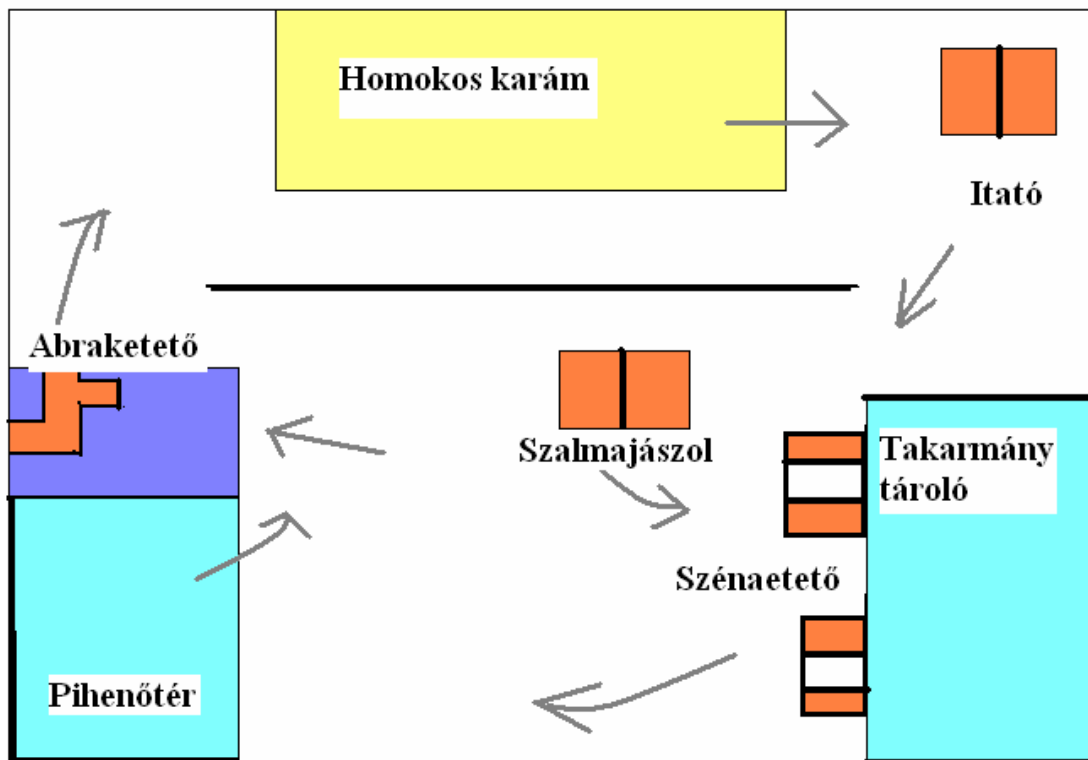 Homokos karám
Itató
Abraketető
Szalmajászol
Takarmány
tároló
Szénaetető
Pihenőtér